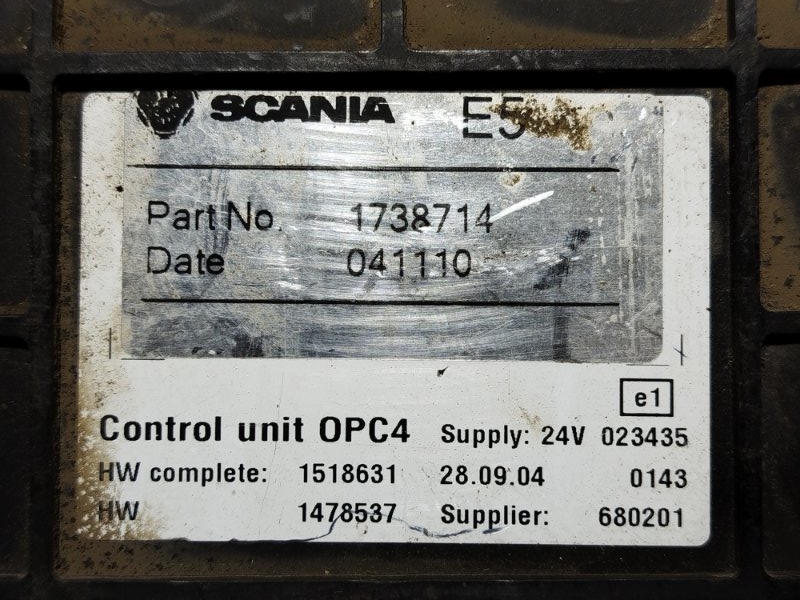 SCANIA E5
Part No. 1738714
Date 041110
e1
Control unit OPC4 Supply: 24V 023435
HW complete: 1518631 28.09.04 0143
HW 1478537 Supplier: 680201